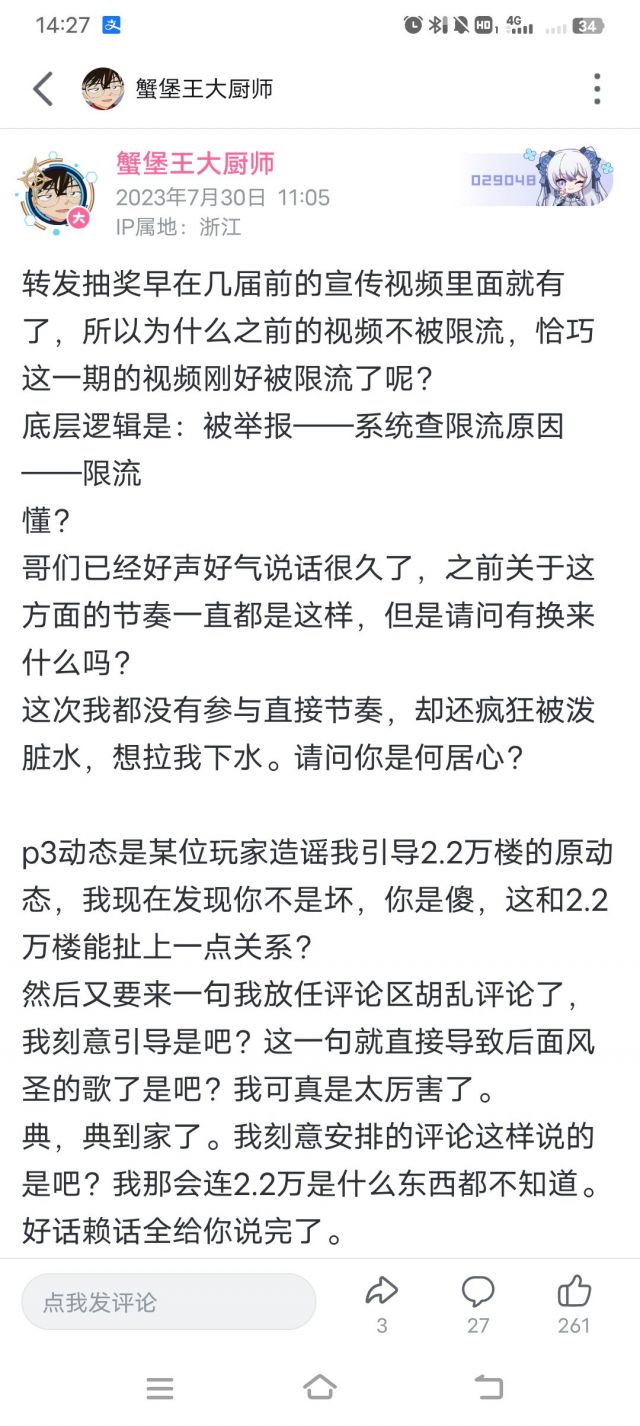 14:27
HD 1 4G 34
蟹堡王大厨师
蟹堡王大厨师
2023年7月30日 11:05
IP属地：浙江
029048
大
转发抽奖早在几届前的宣传视频里面就有
了，所以为什么之前的视频不被限流，恰巧
这一期的视频刚好被限流了呢？
底层逻辑是：被举报——系统查限流原因
——限流
懂？
哥们已经好声好气说话很久了，之前关于这
方面的节奏一直都是这样，但是请问有换来
什么吗？
这次我都没有参与直接节奏，却还疯狂被泼
脏水，想拉我下水。请问你是何居心？
p3动态是某位玩家造谣我引导2.2万楼的原动
态，我现在发现你不是坏，你是傻，这和2.2
万楼能扯上一点关系？
然后又要来一句我放任评论区胡乱评论了，
我刻意引导是吧？这一句就直接导致后面风
圣的歌了是吧？我可真是太厉害了。
典，典到家了。我刻意安排的评论这样说的
是吧？我那会连2.2万是什么东西都不知道。
好话赖话全给你说完了。
点我发评论
3
27
261